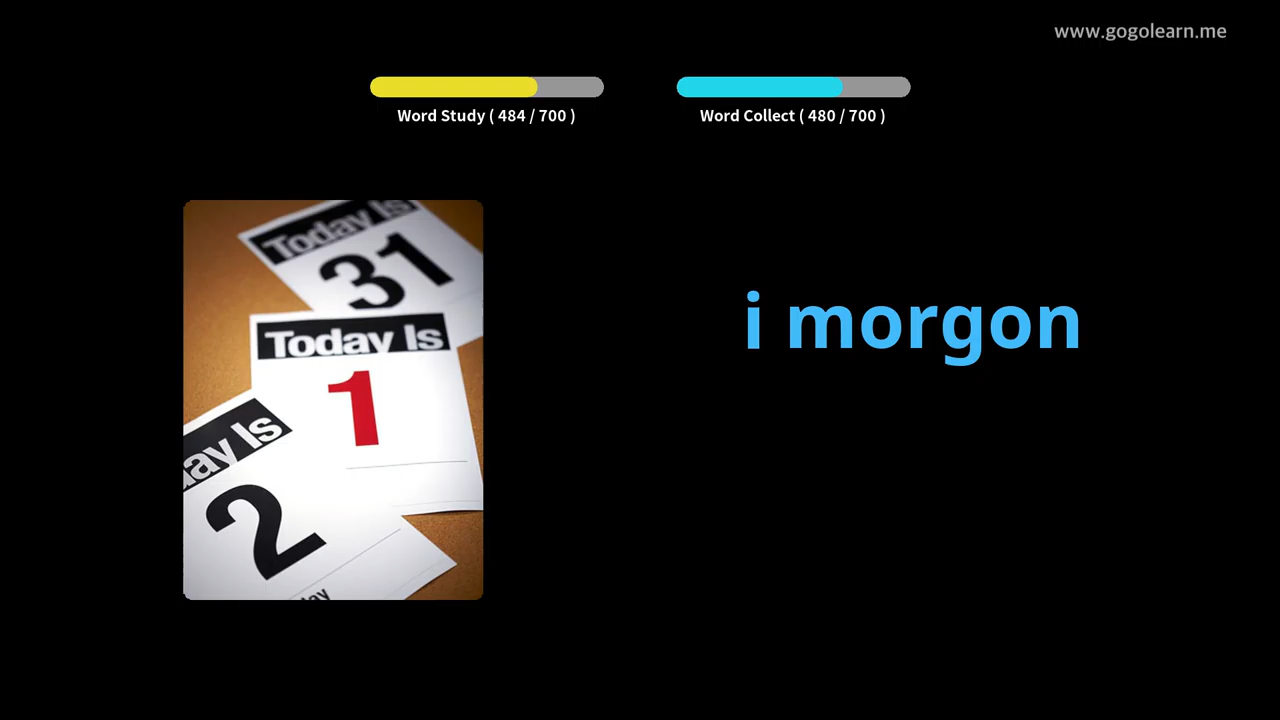 www.gogolearn.me
Word Study ( 484 / 700 )
Word Collect ( 480 / 700 )
Today Is
31
Today Is
1
ay Is
2
i morgon